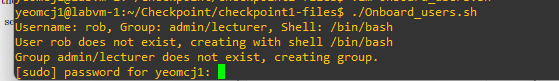 yeomcj1@labvm-1:~/Checkpoint/checkpoint1-files$ ./Onboard_users.sh
Username: rob, Group: admin/lecturer, Shell: /bin/bash
User rob does not exist, creating with shell /bin/bash
Group admin/lecturer does not exist, creating group.
[sudo] password for yeomcj1: